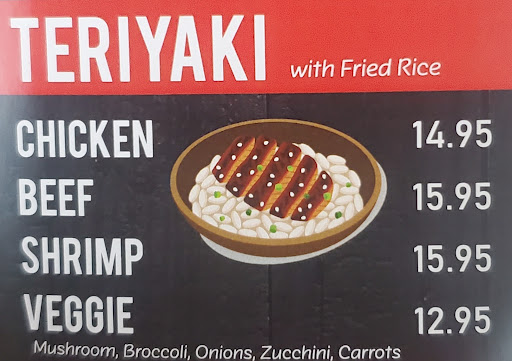 TERIYAKI with Fried Rice
CHICKEN 14.95
BEEF 15.95
SHRIMP 15.95
VEGGIE 12.95
Mushroom, Broccoli, Onions, Zucchini, Carrots